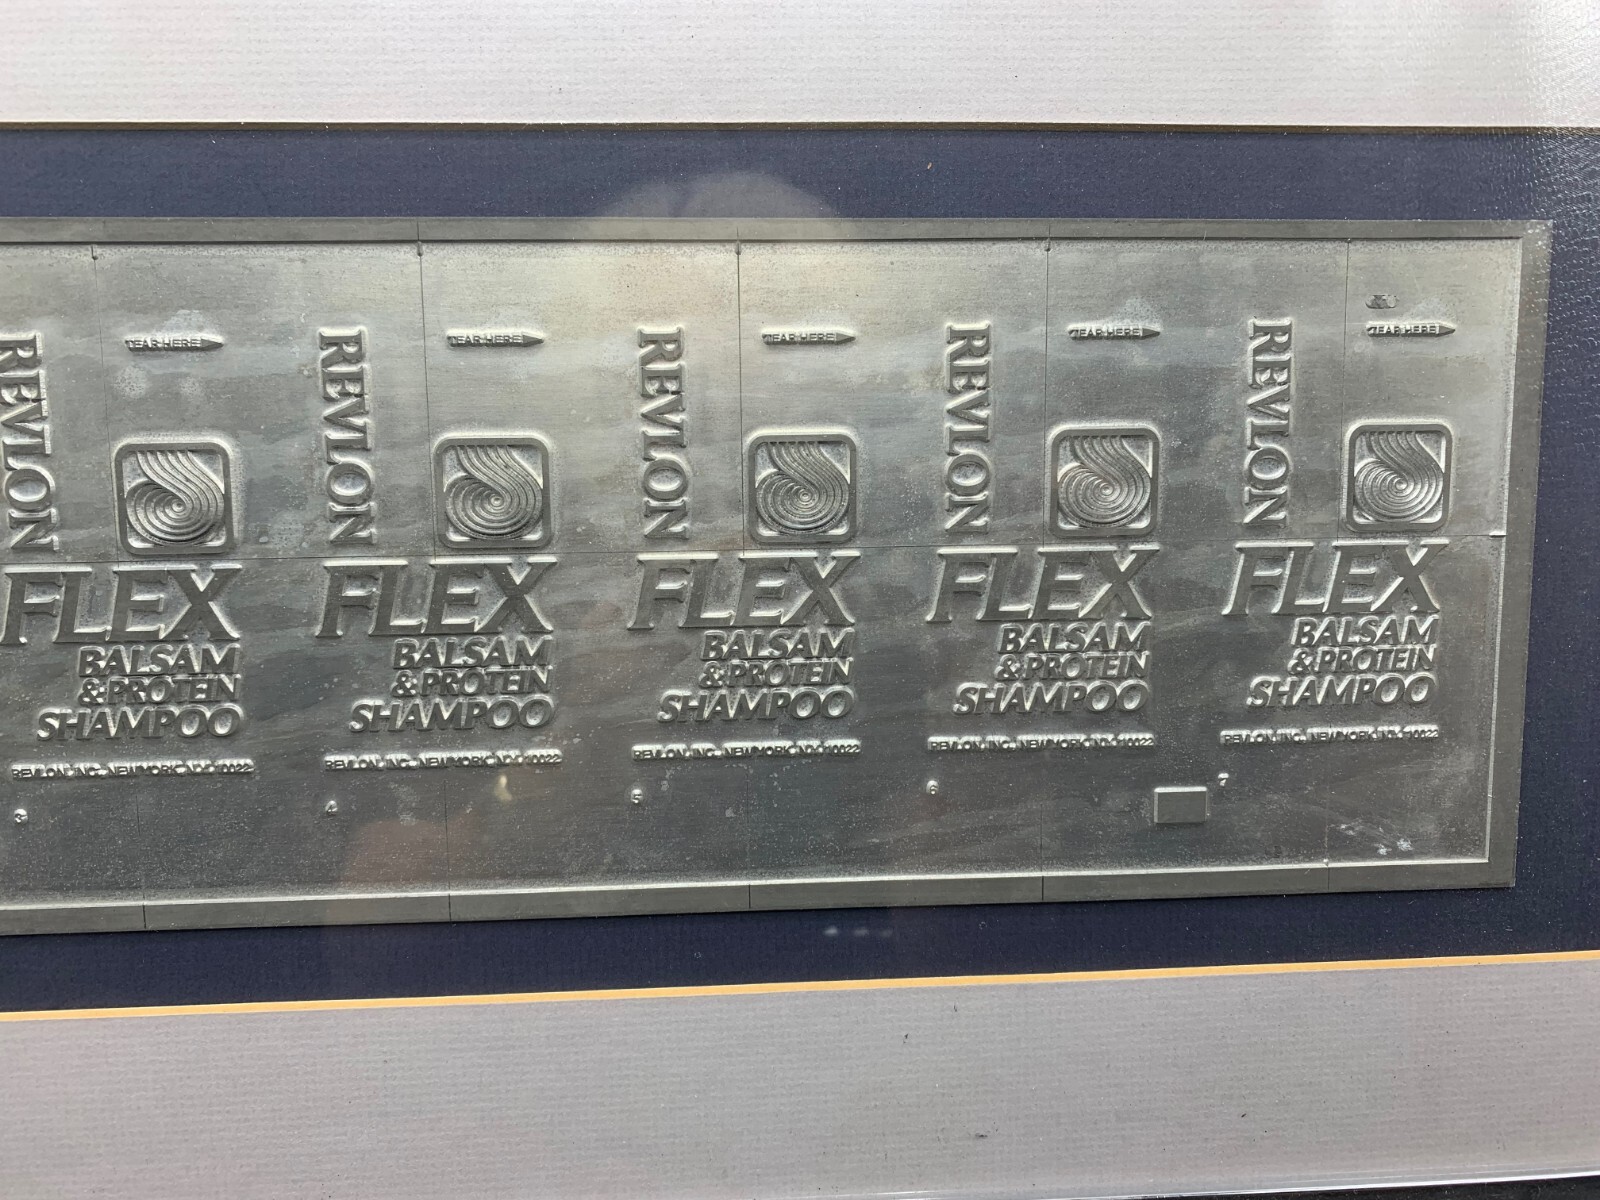 TEAR HERE
REVLON
FLEX
BALSAM
& PROTEIN
SHAMPOO
REVLON, INC., NEW YORK, N.Y. 10022
3
TEAR HERE
REVLON
FLEX
BALSAM
& PROTEIN
SHAMPOO
REVLON, INC., NEW YORK, N.Y. 10022
4
TEAR HERE
REVLON
FLEX
BALSAM
& PROTEIN
SHAMPOO
REVLON, INC., NEW YORK, N.Y. 10022
5
TEAR HERE
REVLON
FLEX
BALSAM
& PROTEIN
SHAMPOO
REVLON, INC., NEW YORK, N.Y. 10022
6
TEAR HERE
REVLON
FLEX
BALSAM
& PROTEIN
SHAMPOO
REVLON, INC., NEW YORK, N.Y. 10022
7